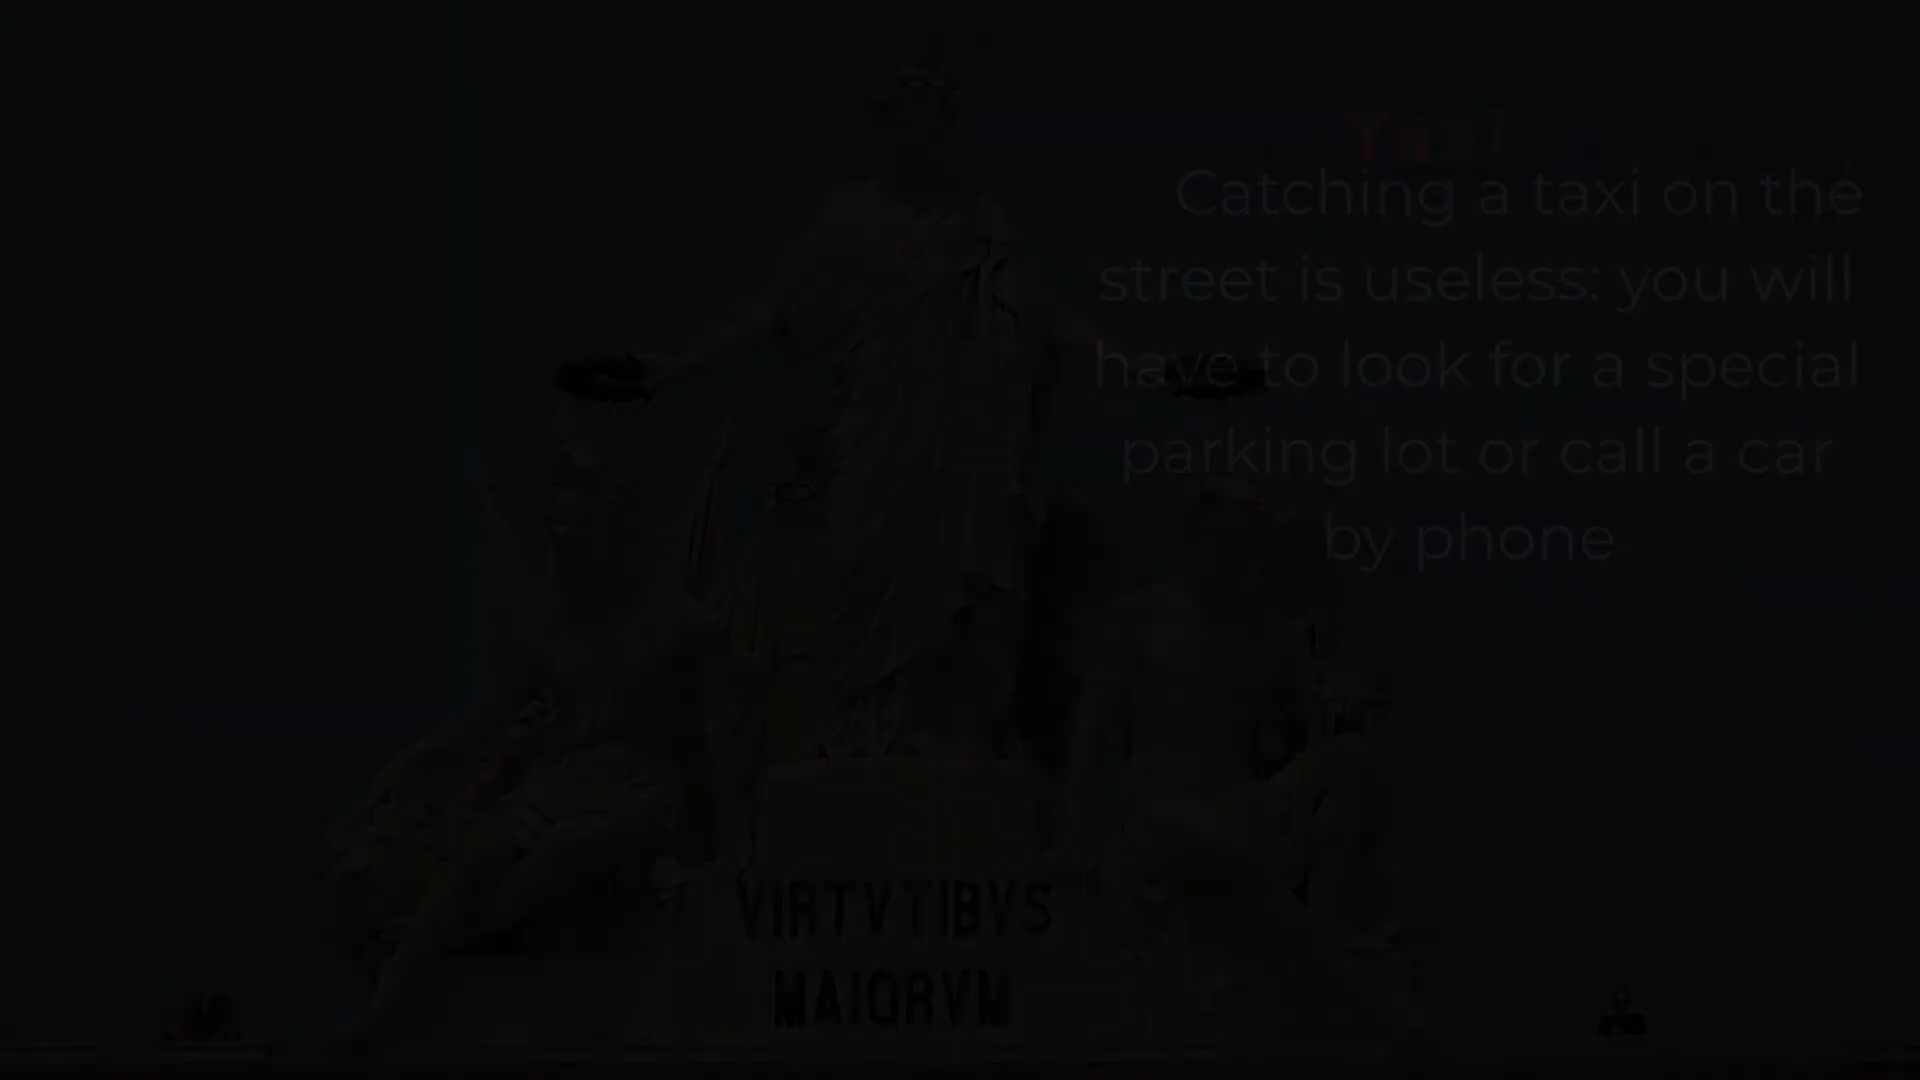 Taxi
Catching a taxi on the
street is useless: you will
have to look for a special
parking lot or call a car
by phone
VIRTVTIBVS
MAIORVM